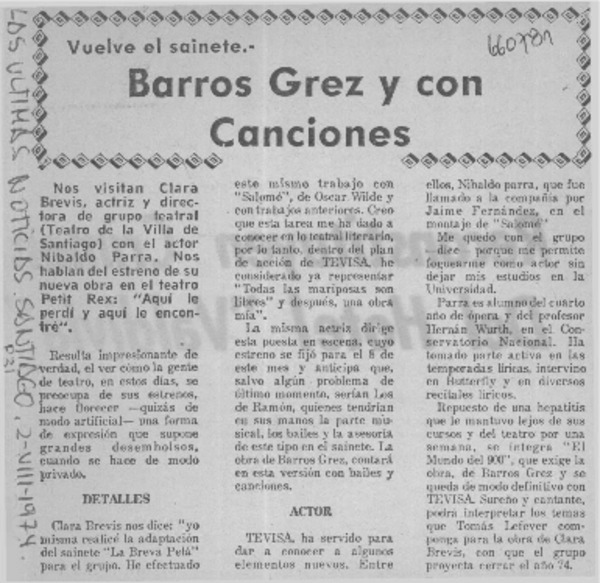 LAS ULTIMAS NOTICIAS SANTIAGO, 2-VIII-1974. P.21
660781
Vuelve el sainete.-
Barros Grez y con
Canciones
Nos visitan Clara
Brevis, actriz y direc-
tora de grupo teatral
(Teatro de la Villa de
Santiago) con el actor
Nibaldo Parra. Nos
hablan del estreno de su
nueva obra en el teatro
Petit Rex: "Aquí le
perdí y aquí le encon-
tré".
Resulta impresionante de
verdad, el ver cómo la gente
de teatro, en estos días, se
preocupa de sus estrenos,
hace florecer —quizás de
modo artificial— una forma
de expresión que supone
grandes desembolsos,
cuando se hace de modo
privado.
DETALLES
Clara Brevis nos dice: "yo
misma realicé la adaptación
del sainete "La Breva Pelá"
para el grupo. He efectuado
este mismo trabajo con
"Salomé", de Oscar Wilde y
con trabajos anteriores. Creo
que esta tarea me ha dado a
conocer en lo teatral literario,
por lo tanto, dentro del plan
de acción de TEVISA, he
considerado ya representar
"Todas las mariposas son
libres" y después, una obra
mía".
La misma actriz dirige
esta puesta en escena, cuyo
estreno se fijó para el 8 de
este mes y anticipa que,
salvo algún problema de
último momento, serían Los
de Ramón, quienes tendrían
en sus manos la parte mu-
sical, los bailes y la asesoría
de este tipo en el sainete. La
obra de Barros Grez, contará
en esta versión con bailes y
canciones.
ACTOR
TEVISA, ha servido para
dar a conocer a algunos
elementos nuevos. Entre
ellos, Nibaldo parra, que fue
llamado a la compañía por
Jaime Fernández, en el
montaje de "Salomé"
Me quedo con el grupo
—dice— porque me permite
foguearme como actor sin
dejar mis estudios en la
Universidad.
Parra es alumno del cuarto
año de ópera y del profesor
Hernán Wurth, en el Con-
servatorio Nacional. Ha
tomado parte activa en las
temporadas líricas, intervino
en Butterfly y en diversos
recitales líricos.
Repuesto de una hepatitis
que le mantuvo lejos de sus
cursos y del teatro por una
semana, se integra "El
Mundo del 900", que exige la
obra, de Barros Grez y se
queda de modo definitivo con
TEVISA. Sureño y cantante,
podrá interpretar los temas
que Tomás Lefever com-
ponga para la obra de Clara
Brevis, con que el grupo
proyecta cerrar el año 74.